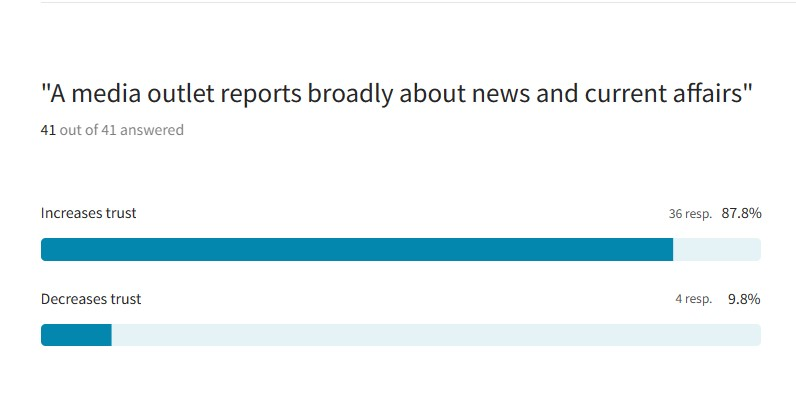 "A media outlet reports broadly about news and current affairs"
41 out of 41 answered
Increases trust 36 resp. 87.8%
Decreases trust 4 resp. 9.8%